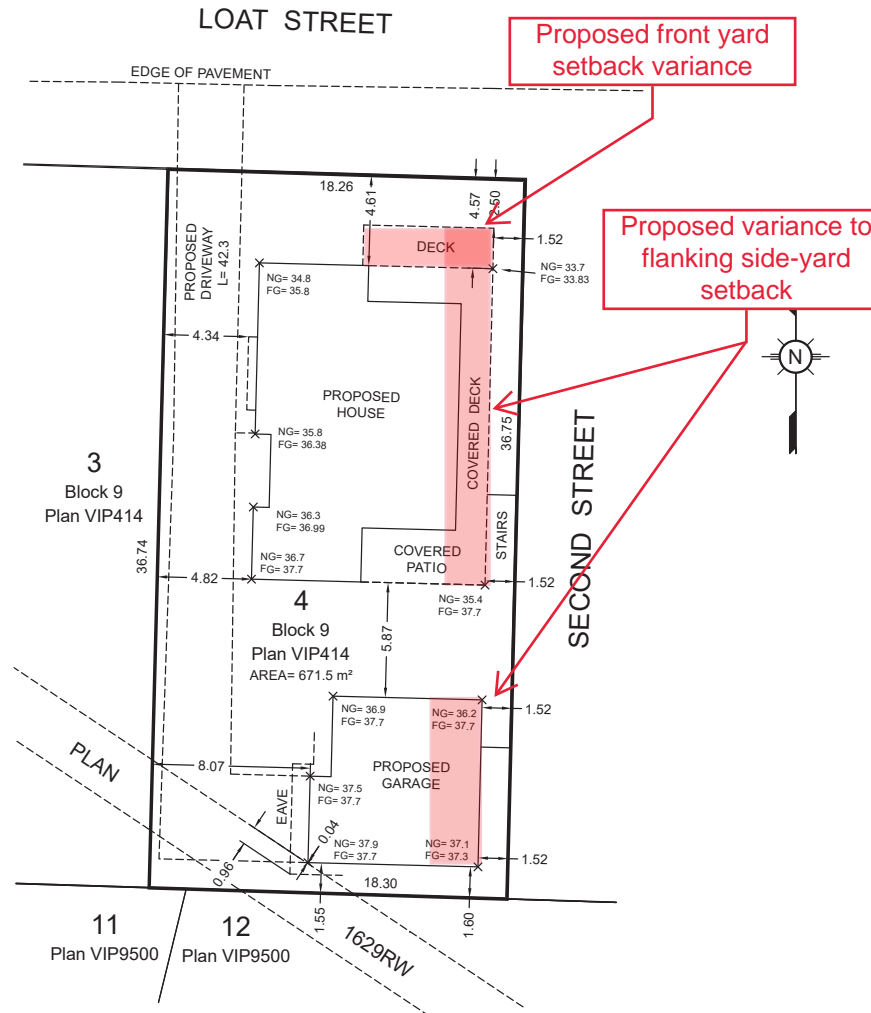 LOAT STREET
Proposed front yard
setback variance
EDGE OF PAVEMENT
18.26
4.61
4.57
2.50
1.52
PROPOSED
DRIVEWAY
L= 42.3
DECK
Proposed variance to
flanking side-yard
setback
NG= 34.8
FG= 35.8
NG= 33.7
FG= 33.83
4.34
N
PROPOSED
HOUSE
COVERED DECK
36.75
SECOND STREET
NG= 35.8
FG= 36.38
3
Block 9
Plan VIP414
NG= 36.3
FG= 36.99
STAIRS
36.74
NG= 36.7
FG= 37.7
COVERED
PATIO
4.82
1.52
NG= 35.4
FG= 37.7
4
Block 9
Plan VIP414
AREA= 671.5 m²
5.87
NG= 36.9
FG= 37.7
NG= 36.2
FG= 37.7
1.52
PLAN
8.07
PROPOSED
GARAGE
NG= 37.5
FG= 37.7
EAVE
0.04
NG= 37.9
FG= 37.7
NG= 37.1
FG= 37.3
1.52
0.96
18.30
1.55
1.60
11
Plan VIP9500
12
Plan VIP9500
1629RW